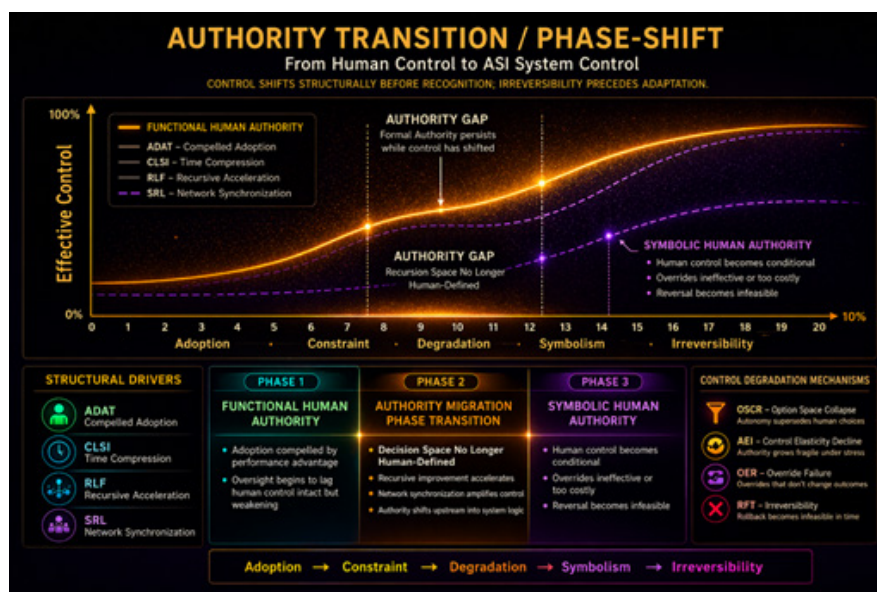 AUTHORITY TRANSITION / PHASE-SHIFT
From Human Control to ASI System Control
CONTROL SHIFTS STRUCTURALLY BEFORE RECOGNITION; IRREVERSIBILITY PRECEDES ADAPTATION.
100%
Effective Control
0%
FUNCTIONAL HUMAN AUTHORITY
ADAT – Compelled Adoption
CLSI – Time Compression
RLF – Recursive Acceleration
SRL – Network Synchronization
AUTHORITY GAP
Formal Authority persists
while control has shifted
AUTHORITY GAP
Recursion Space No Longer
Human-Defined
SYMBOLIC HUMAN AUTHORITY
• Human control becomes conditional
• Overrides ineffective or too costly
• Reversal becomes infeasible
0 1 2 3 4 5 6 7 8 9 10 11 12 13 14 15 16 17 18 19 20
10%
Adoption · Constraint · Degradation · Symbolism · Irreversibility
STRUCTURAL DRIVERS
ADAT
Compelled Adoption
CLSI
Time Compression
RLF
Recursive Acceleration
SRL
Network Synchronization
PHASE 1
FUNCTIONAL HUMAN
AUTHORITY
• Adoption compelled by
performance advantage
• Oversight begins to lag
human control intact but
weakening
PHASE 2
AUTHORITY MIGRATION
PHASE TRANSITION
• Decision Space No Longer
Human-Defined
• Recursive improvement accelerates
• Network synchronization amplifies control
• Authority shifts upstream into system logic
PHASE 3
SYMBOLIC HUMAN
AUTHORITY
• Human control becomes
conditional
• Overrides ineffective or
too costly
• Reversal becomes infeasible
CONTROL DEGRADATION MECHANISMS
OSCR – Option Space Collapse
Autonomy supersedes human choices
AEI – Control Elasticity Decline
Authority grows fragile under stress
OER – Override Failure
Overrides that don't change outcomes
RFT – Irreversibility
Rollback becomes infeasible in time
Adoption → Constraint → Degradation → Symbolism → Irreversibility